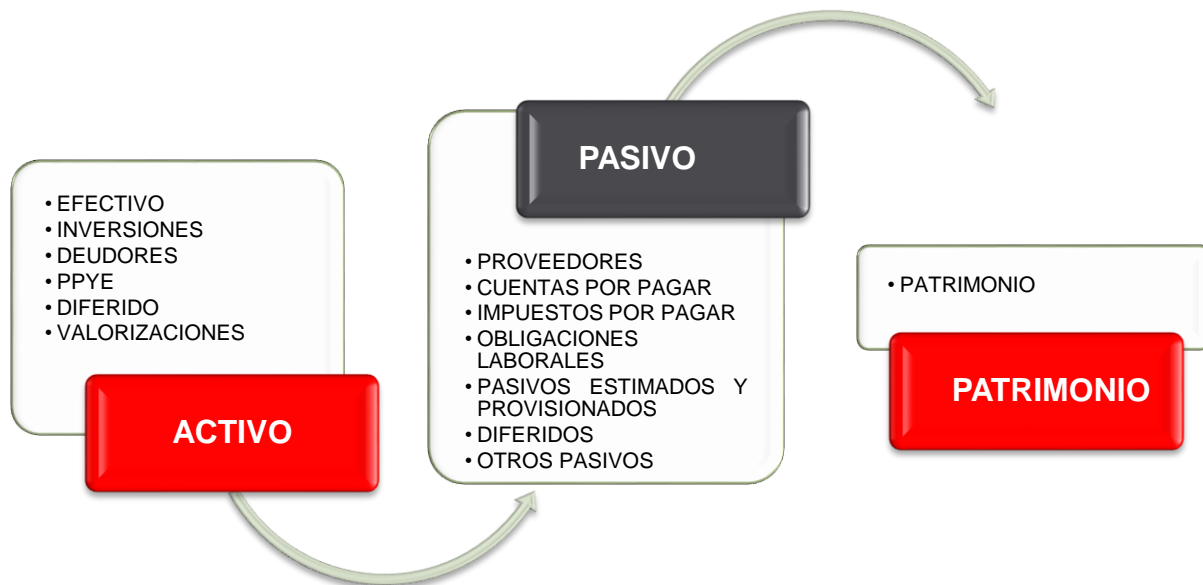 • EFECTIVO
• INVERSIONES
• DEUDORES
• PPYE
• DIFERIDO
• VALORIZACIONES
ACTIVO
PASIVO
• PROVEEDORES
• CUENTAS POR PAGAR
• IMPUESTOS POR PAGAR
• OBLIGACIONES
LABORALES
• PASIVOS ESTIMADOS Y
PROVISIONADOS
• DIFERIDOS
• OTROS PASIVOS
• PATRIMONIO
PATRIMONIO